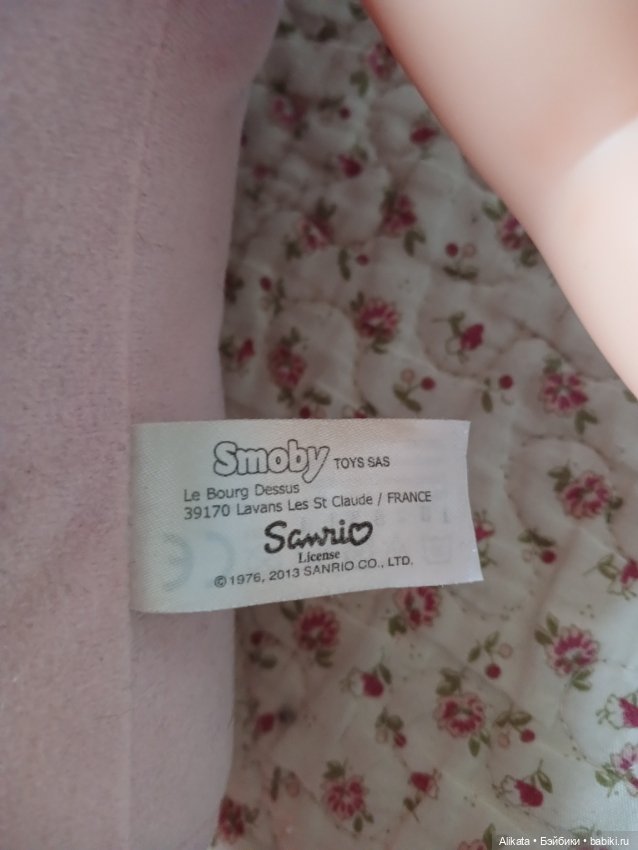 Smoby TOYS SAS
Le Bourg Dessus
39170 Lavans Les St Claude / FRANCE
Sanrio
License
©1976, 2013 SANRIO CO., LTD.
CE
Alikata • Бэйбики • babiki.ru